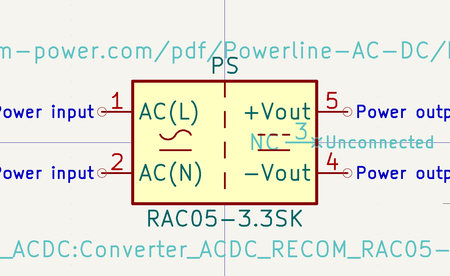 m-power.com/pdf/Powerline-AC-DC/
PS
Power input 1 AC(L) +Vout 5 Power outp
NC 3 Unconnected
Power input 2 AC(N) −Vout 4 Power outp
RAC05-3.3SK
_ACDC:Converter_ACDC_RECOM_RAC05-